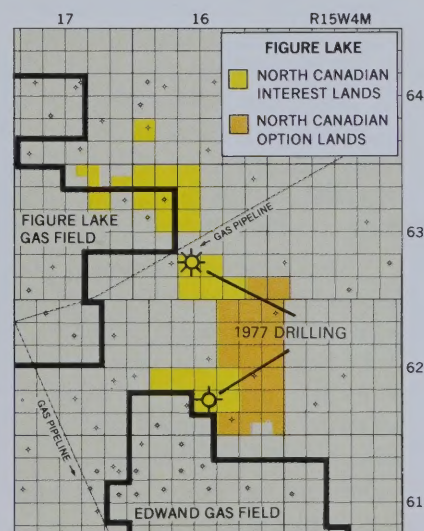 17 16 R15W4M
FIGURE LAKE
NORTH CANADIAN
INTEREST LANDS
NORTH CANADIAN
OPTION LANDS
64
FIGURE LAKE
GAS FIELD
GAS PIPELINE
63
1977 DRILLING
62
GAS PIPELINE
EDWAND GAS FIELD
61